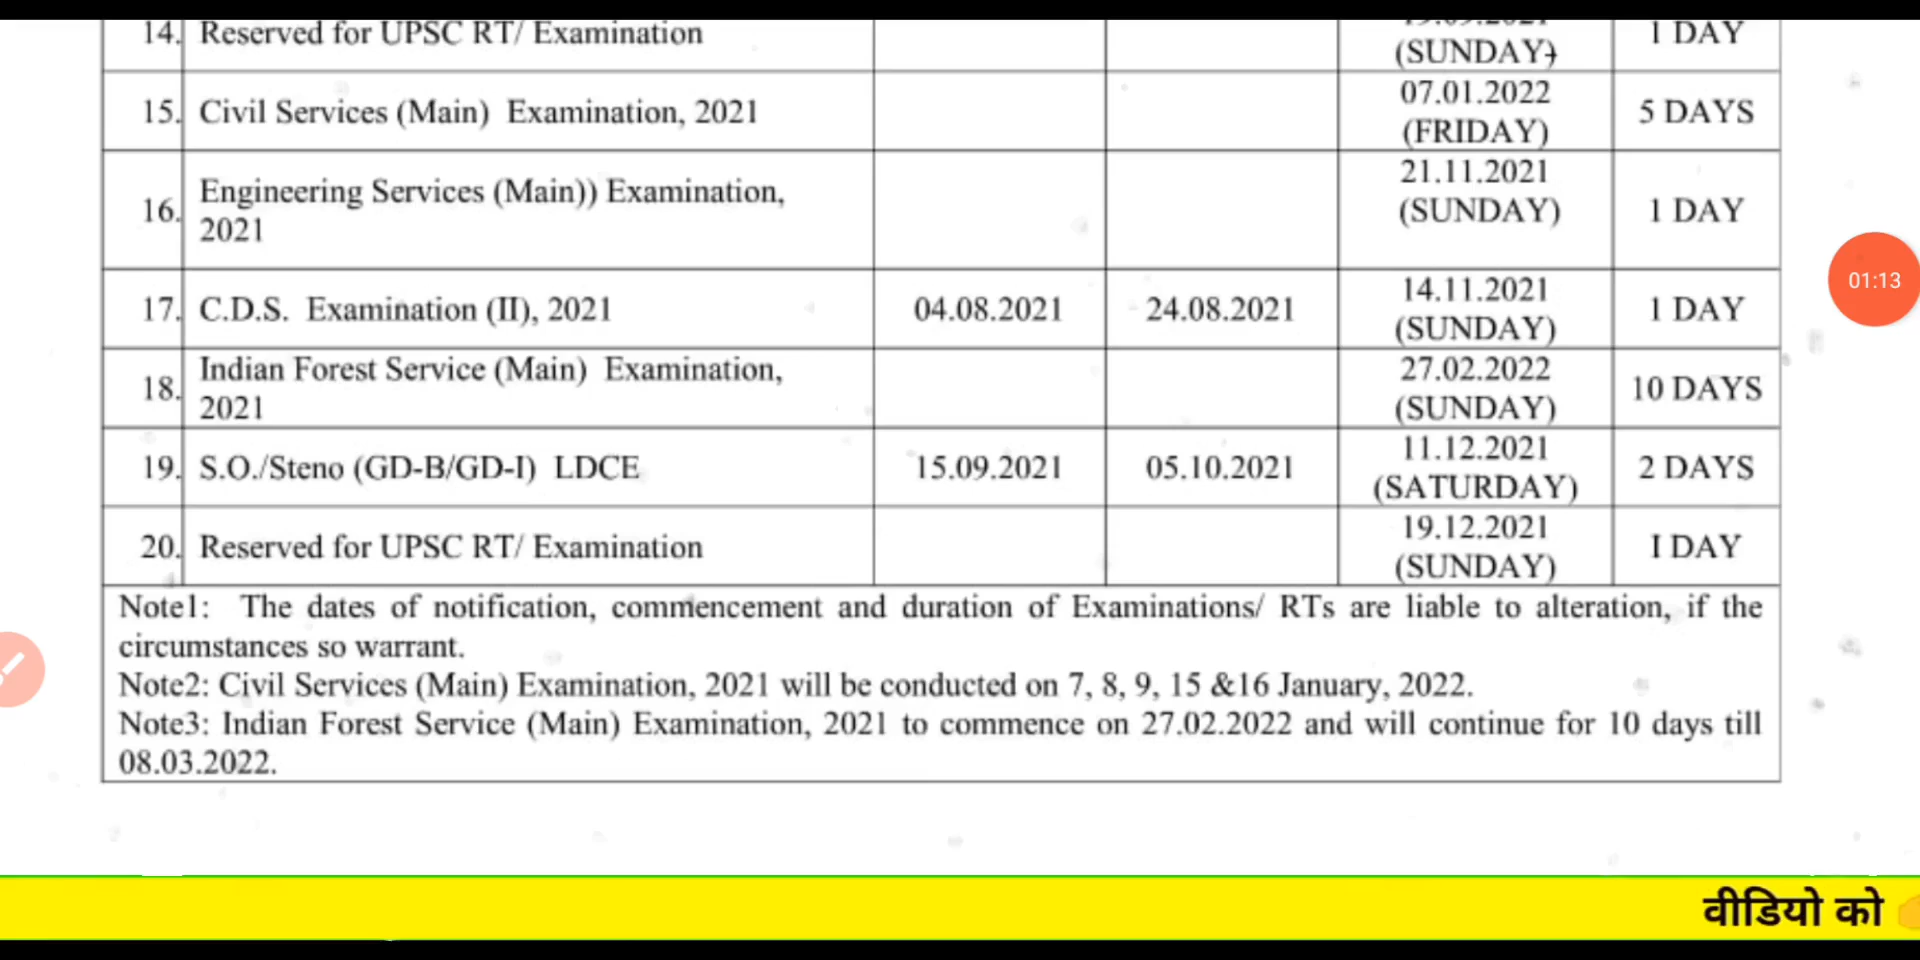 14. Reserved for UPSC RT/ Examination (SUNDAY) 1 DAY
15. Civil Services (Main) Examination, 2021 07.01.2022 (FRIDAY) 5 DAYS
16. Engineering Services (Main)) Examination, 2021 21.11.2021 (SUNDAY) 1 DAY
17. C.D.S. Examination (II), 2021 04.08.2021 24.08.2021 14.11.2021 (SUNDAY) 1 DAY
18. Indian Forest Service (Main) Examination, 2021 27.02.2022 (SUNDAY) 10 DAYS
19. S.O./Steno (GD-B/GD-I) LDCE 15.09.2021 05.10.2021 11.12.2021 (SATURDAY) 2 DAYS
20. Reserved for UPSC RT/ Examination 19.12.2021 (SUNDAY) I DAY
Note1: The dates of notification, commencement and duration of Examinations/ RTs are liable to alteration, if the
circumstances so warrant.
Note2: Civil Services (Main) Examination, 2021 will be conducted on 7, 8, 9, 15 &16 January, 2022.
Note3: Indian Forest Service (Main) Examination, 2021 to commence on 27.02.2022 and will continue for 10 days till
08.03.2022.
01:13
वीडियो को